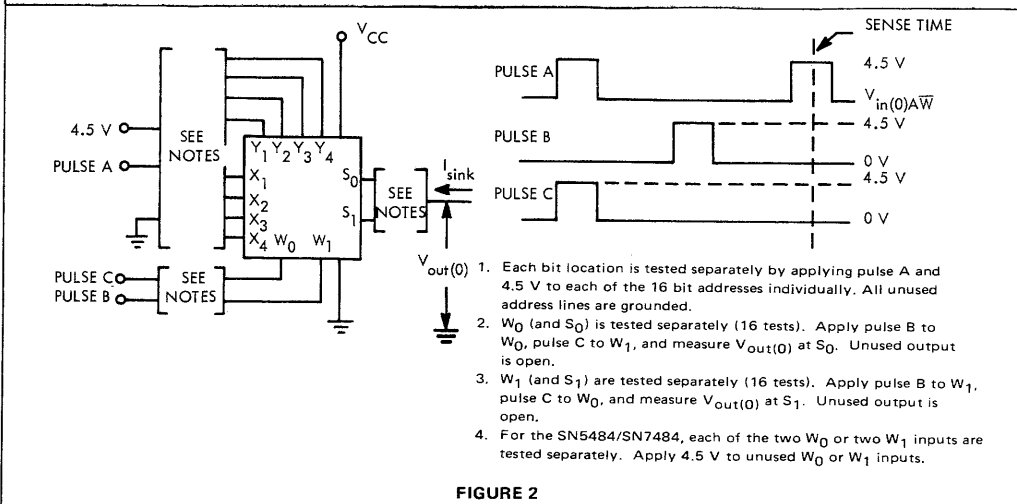 VCC
4.5 V
PULSE A
SEE
NOTES
Y1 Y2 Y3 Y4
X1
X2
X3
X4
S0
S1
W0 W1
SEE
NOTES
Isink
Vout(0)
PULSE C
PULSE B
SEE
NOTES
SENSE TIME
PULSE A
4.5 V
Vin(0)AW̅
PULSE B
4.5 V
0 V
PULSE C
4.5 V
0 V
1. Each bit location is tested separately by applying pulse A and
4.5 V to each of the 16 bit addresses individually. All unused
address lines are grounded.
2. W0 (and S0) is tested separately (16 tests). Apply pulse B to
W0, pulse C to W1, and measure Vout(0) at S0. Unused output
is open.
3. W1 (and S1) are tested separately (16 tests). Apply pulse B to W1,
pulse C to W0, and measure Vout(0) at S1. Unused output is
open.
4. For the SN5484/SN7484, each of the two W0 or two W1 inputs are
tested separately. Apply 4.5 V to unused W0 or W1 inputs.
FIGURE 2